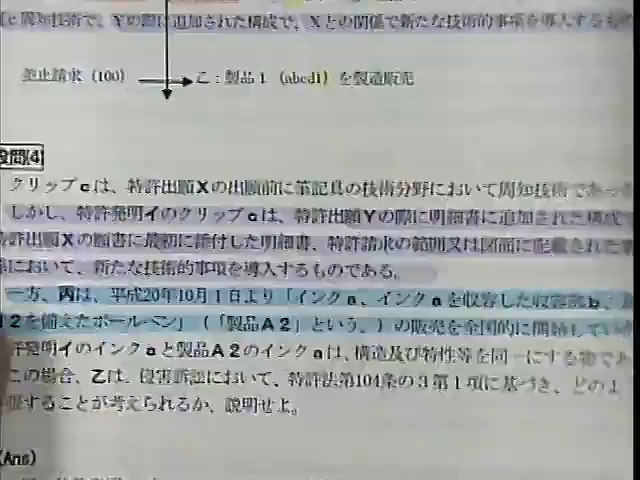 c周知技術で、Yの際に追加された構成で、Xとの関係で新たな技術的事項を導入するもの
差止請求（100） 乙：製品１（abcd1）を製造販売
設問[4]
クリップｃは、特許出願Ｘの出願前に筆記具の技術分野において周知技術であっ
しかし、特許発明イのクリップｃは、特許出願Ｙの際に明細書に追加された構成で
特許出願Ｘの願書に最初に添付した明細書、特許請求の範囲又は図面に記載された事
係において、新たな技術的事項を導入するものである。
一方、丙は、平成20年10月１日より「インクａ、インクａを収容した収容部ｂ、
２を備えたボールペン」（「製品Ａ２」という。）の販売を全国的に開始してい
許発明イのインクａと製品Ａ２のインクａは、構造及び特性等を同一にする物であ
この場合、乙は、侵害訴訟において、特許法第104条の３第１項に基づき、どのよ
張することが考えられるか、説明せよ。
(Ans)